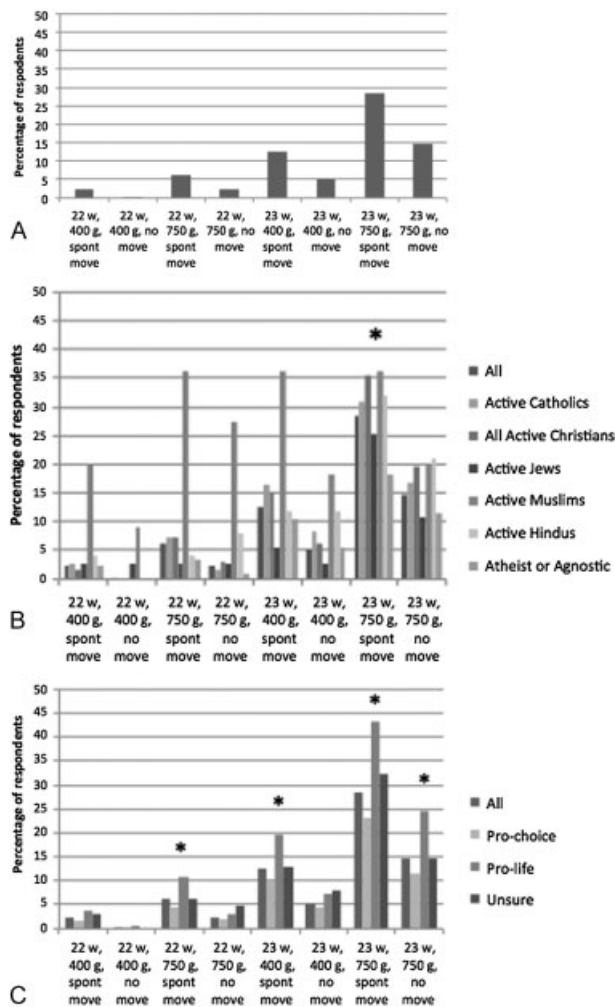 Percentage of respodents
50
45
40
35
30
25
20
15
10
5
0
22 w, 22 w, 22 w, 22 w, 23 w, 23 w, 23 w, 23 w,
400 g, 400 g, no 750 g, 750 g, no 400 g, 400 g, no 750 g, 750 g, no
spont move spont move spont move spont move
move move move move
A
Percentage of respondents
50
45
40
35
30
25
20
15
10
5
0
22 w, 22 w, 22 w, 22 w, 23 w, 23 w, 23 w, 23 w,
400 g, 400 g, 750 g, 750 g, 400 g, 400 g, 750 g, 750 g,
spont no spont no spont no spont no
move move move move move move move move
*
All
Active Catholics
All Active Christians
Active Jews
Active Muslims
Active Hindus
Atheist or Agnostic
B
Percentage of respondents
50
45
40
35
30
25
20
15
10
5
0
22 w, 22 w, 22 w, 22 w, 23 w, 23 w, 23 w, 23 w,
400 g, 400 g, 750 g, 750 g, 400 g, 400 g, 750 g, 750 g,
spont no spont no spont no spont no
move move move move move move move move
* * * *
All
Pro-choice
Pro-life
Unsure
C